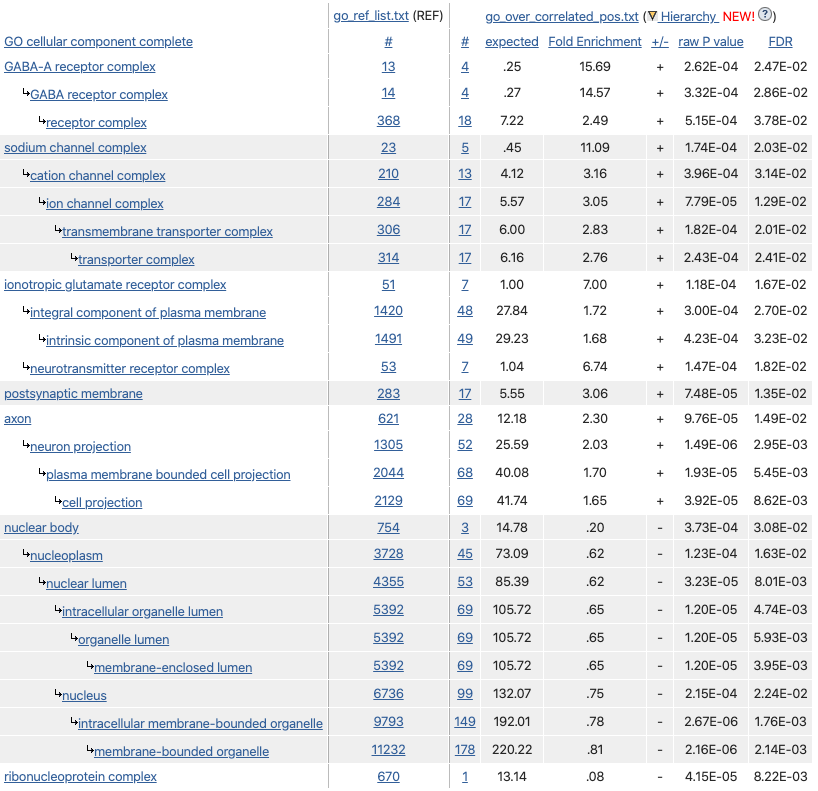 go_ref_list.txt (REF) go_over_correlated_pos.txt (▽ Hierarchy NEW! ?)
GO cellular component complete # # expected Fold Enrichment +/- raw P value FDR
GABA-A receptor complex 13 4 .25 15.69 + 2.62E-04 2.47E-02
↳GABA receptor complex 14 4 .27 14.57 + 3.32E-04 2.86E-02
↳receptor complex 368 18 7.22 2.49 + 5.15E-04 3.78E-02
sodium channel complex 23 5 .45 11.09 + 1.74E-04 2.03E-02
↳cation channel complex 210 13 4.12 3.16 + 3.96E-04 3.14E-02
↳ion channel complex 284 17 5.57 3.05 + 7.79E-05 1.29E-02
↳transmembrane transporter complex 306 17 6.00 2.83 + 1.82E-04 2.01E-02
↳transporter complex 314 17 6.16 2.76 + 2.43E-04 2.41E-02
ionotropic glutamate receptor complex 51 7 1.00 7.00 + 1.18E-04 1.67E-02
↳integral component of plasma membrane 1420 48 27.84 1.72 + 3.00E-04 2.70E-02
↳intrinsic component of plasma membrane 1491 49 29.23 1.68 + 4.23E-04 3.23E-02
↳neurotransmitter receptor complex 53 7 1.04 6.74 + 1.47E-04 1.82E-02
postsynaptic membrane 283 17 5.55 3.06 + 7.48E-05 1.35E-02
axon 621 28 12.18 2.30 + 9.76E-05 1.49E-02
↳neuron projection 1305 52 25.59 2.03 + 1.49E-06 2.95E-03
↳plasma membrane bounded cell projection 2044 68 40.08 1.70 + 1.93E-05 5.45E-03
↳cell projection 2129 69 41.74 1.65 + 3.92E-05 8.62E-03
nuclear body 754 3 14.78 .20 - 3.73E-04 3.08E-02
↳nucleoplasm 3728 45 73.09 .62 - 1.23E-04 1.63E-02
↳nuclear lumen 4355 53 85.39 .62 - 3.23E-05 8.01E-03
↳intracellular organelle lumen 5392 69 105.72 .65 - 1.20E-05 4.74E-03
↳organelle lumen 5392 69 105.72 .65 - 1.20E-05 5.93E-03
↳membrane-enclosed lumen 5392 69 105.72 .65 - 1.20E-05 3.95E-03
↳nucleus 6736 99 132.07 .75 - 2.15E-04 2.24E-02
↳intracellular membrane-bounded organelle 9793 149 192.01 .78 - 2.67E-06 1.76E-03
↳membrane-bounded organelle 11232 178 220.22 .81 - 2.16E-06 2.14E-03
ribonucleoprotein complex 670 1 13.14 .08 - 4.15E-05 8.22E-03